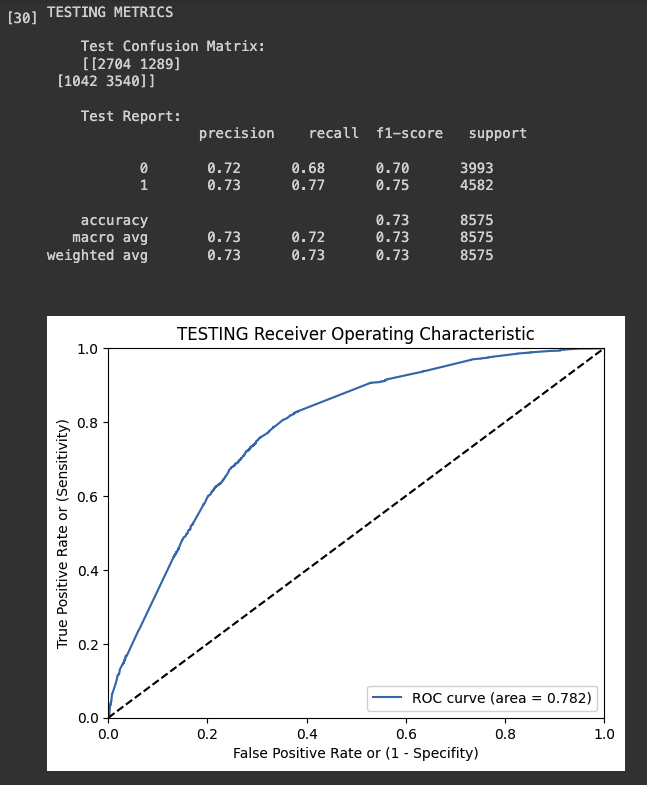 [30] TESTING METRICS
Test Confusion Matrix:
[[2704 1289]
[1042 3540]]
Test Report:
precision recall f1-score support
0 0.72 0.68 0.70 3993
1 0.73 0.77 0.75 4582
accuracy 0.73 8575
macro avg 0.73 0.72 0.73 8575
weighted avg 0.73 0.73 0.73 8575
TESTING Receiver Operating Characteristic
1.0
0.8
0.6
0.4
0.2
0.0
True Positive Rate or (Sensitivity)
ROC curve (area = 0.782)
0.0 0.2 0.4 0.6 0.8 1.0
False Positive Rate or (1 - Specifity)